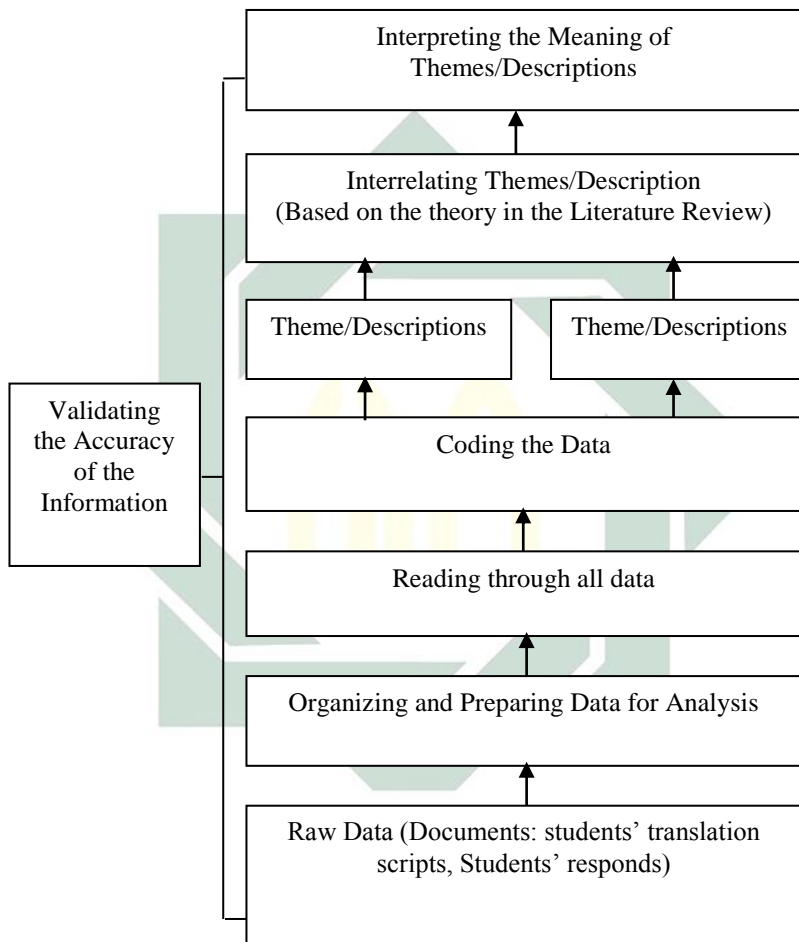 Interpreting the Meaning of
Themes/Descriptions
Interrelating Themes/Description
(Based on the theory in the Literature Review)
Theme/Descriptions
Theme/Descriptions
Validating
the Accuracy
of the
Information
Coding the Data
Reading through all data
Organizing and Preparing Data for Analysis
Raw Data (Documents: students’ translation
scripts, Students’ responds)